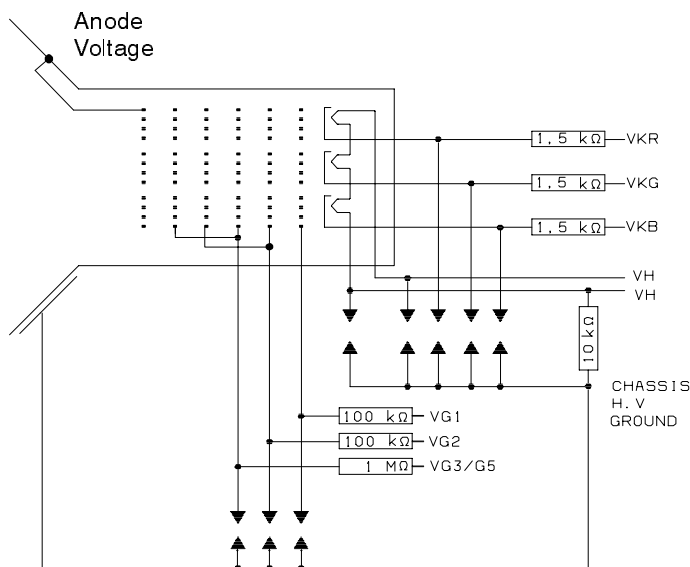 Anode
Voltage
1,5 kΩ VKR
1,5 kΩ VKG
1,5 kΩ VKB
VH
VH
10 kΩ
CHASSIS
H.V
GROUND
100 kΩ VG1
100 kΩ VG2
1 MΩ VG3/G5